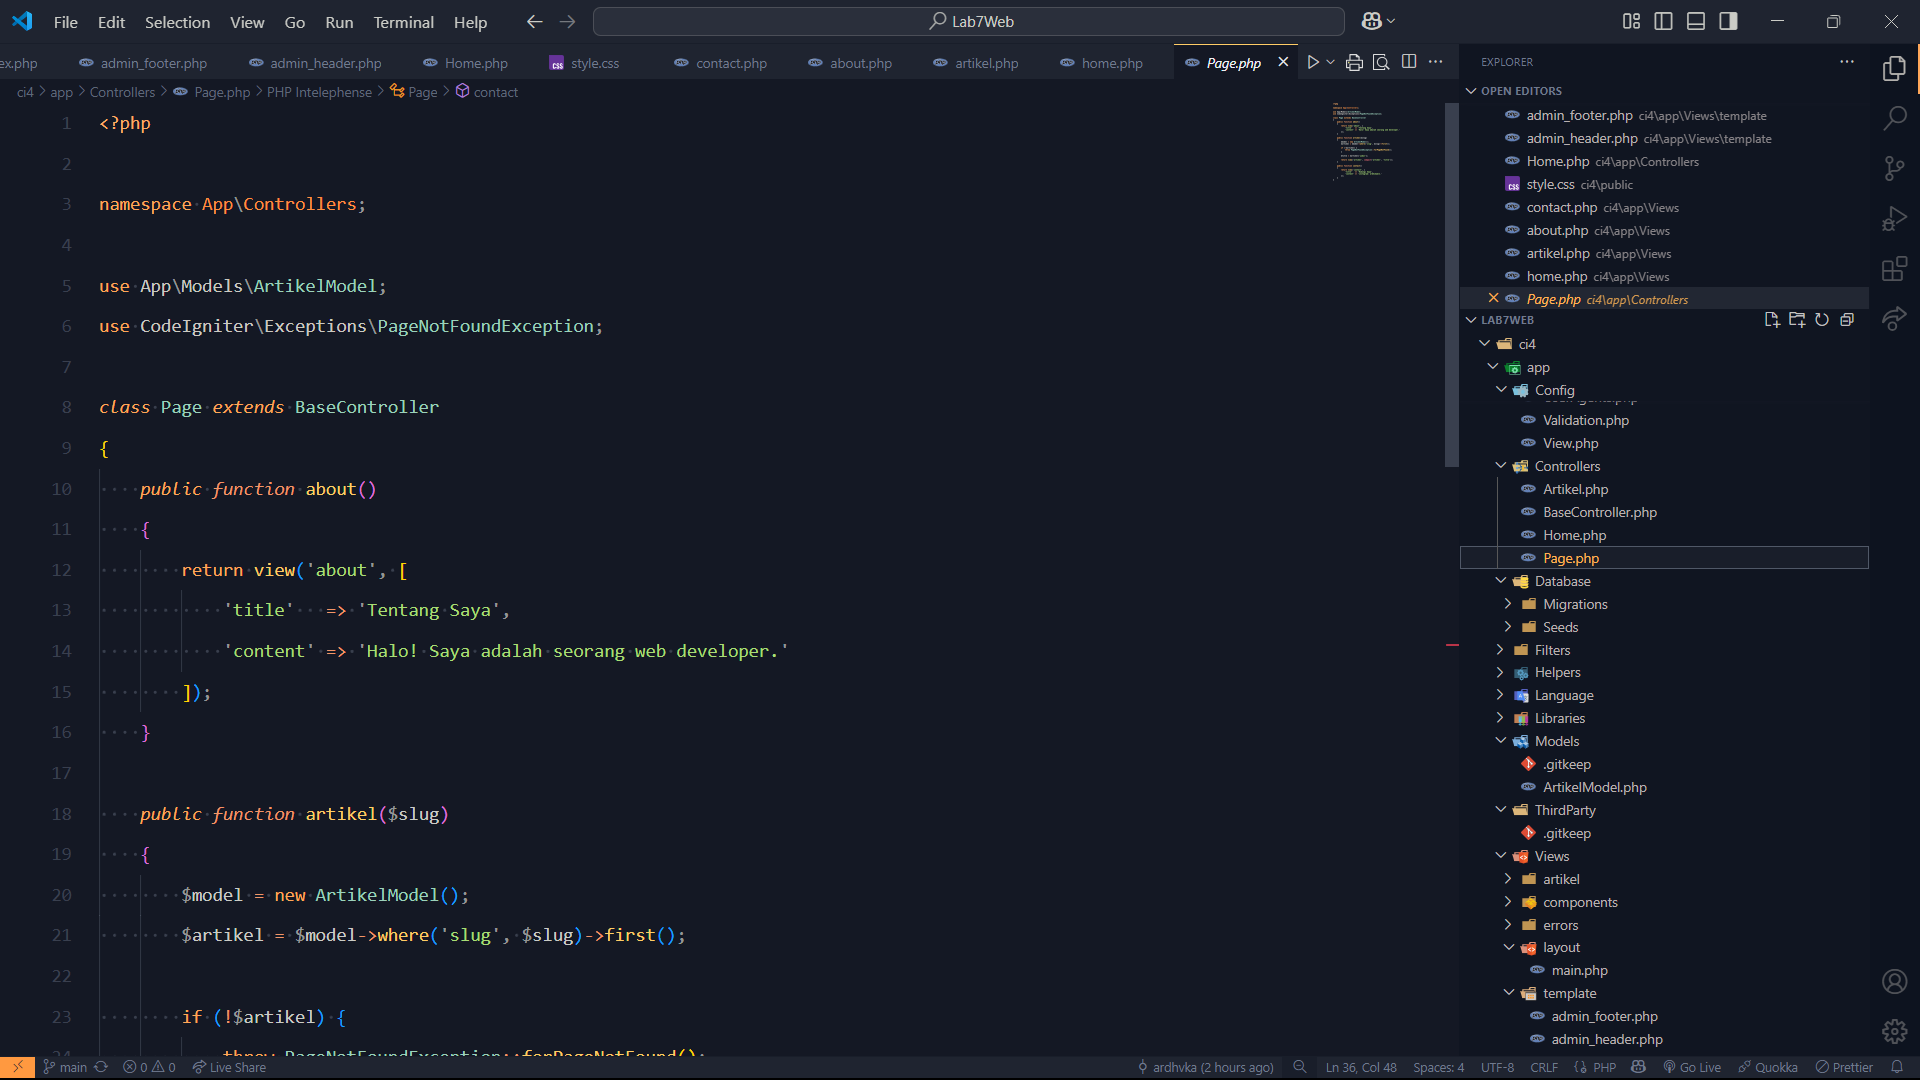 File Edit Selection View Go Run Terminal Help
Lab7Web
ex.php admin_footer.php admin_header.php Home.php style.css contact.php about.php artikel.php home.php Page.php
ci4 > app > Controllers > Page.php > PHP Intelephense > Page > contact
1 <?php
2
3 namespace App\Controllers;
4
5 use App\Models\ArtikelModel;
6 use CodeIgniter\Exceptions\PageNotFoundException;
7
8 class Page extends BaseController
9 {
10 public function about()
11 {
12 return view('about', [
13 'title' => 'Tentang Saya',
14 'content' => 'Halo! Saya adalah seorang web developer.'
15 ]);
16 }
17
18 public function artikel($slug)
19 {
20 $model = new ArtikelModel();
21 $artikel = $model->where('slug', $slug)->first();
22
23 if (!$artikel) {
24 throw PageNotFoundException::forPageNotFound();
EXPLORER
OPEN EDITORS
admin_footer.php ci4\app\Views\template
admin_header.php ci4\app\Views\template
Home.php ci4\app\Controllers
style.css ci4\public
contact.php ci4\app\Views
about.php ci4\app\Views
artikel.php ci4\app\Views
home.php ci4\app\Views
Page.php ci4\app\Controllers
LAB7WEB
ci4
app
Config
Validation.php
View.php
Controllers
Artikel.php
BaseController.php
Home.php
Page.php
Database
Migrations
Seeds
Filters
Helpers
Language
Libraries
Models
.gitkeep
ArtikelModel.php
ThirdParty
.gitkeep
Views
artikel
components
errors
layout
main.php
template
admin_footer.php
admin_header.php
main 0 0 Live Share ardhvka (2 hours ago) Ln 36, Col 48 Spaces: 4 UTF-8 CRLF {} PHP Go Live Quokka Prettier